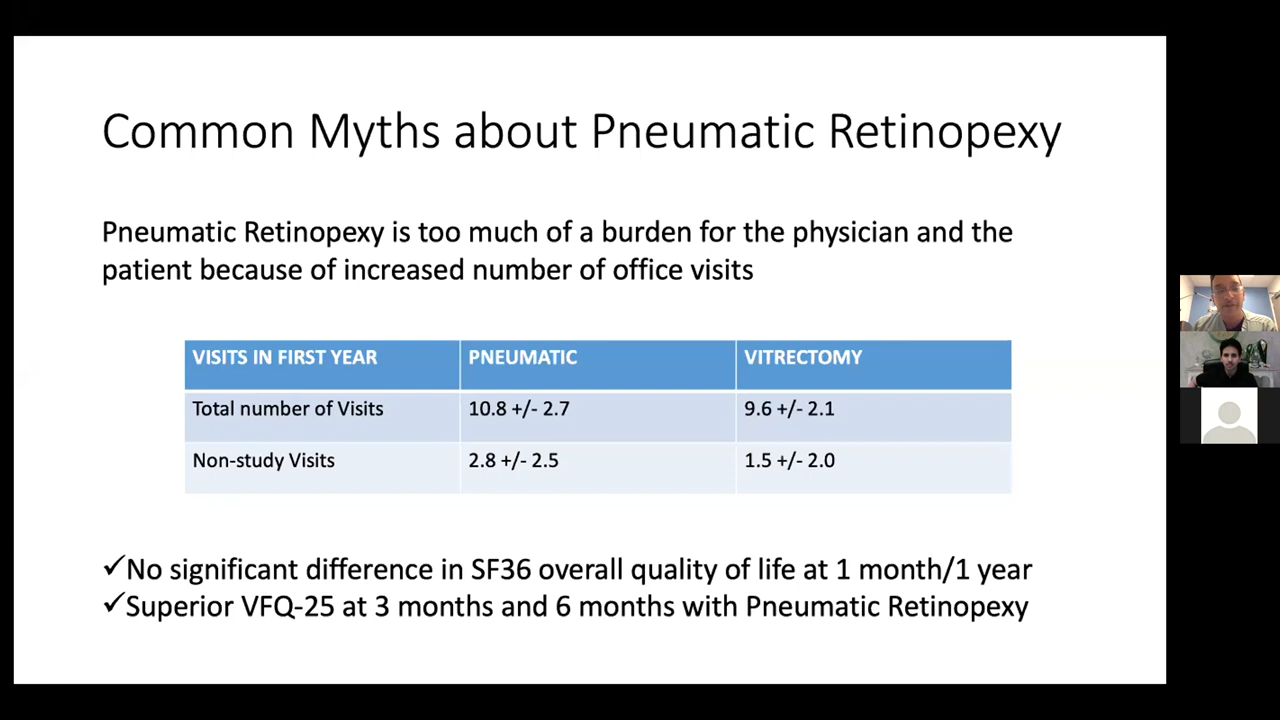 Common Myths about Pneumatic Retinopexy
Pneumatic Retinopexy is too much of a burden for the physician and the
patient because of increased number of office visits
VISITS IN FIRST YEAR PNEUMATIC VITRECTOMY
Total number of Visits 10.8 +/- 2.7 9.6 +/- 2.1
Non-study Visits 2.8 +/- 2.5 1.5 +/- 2.0
✓No significant difference in SF36 overall quality of life at 1 month/1 year
✓Superior VFQ-25 at 3 months and 6 months with Pneumatic Retinopexy